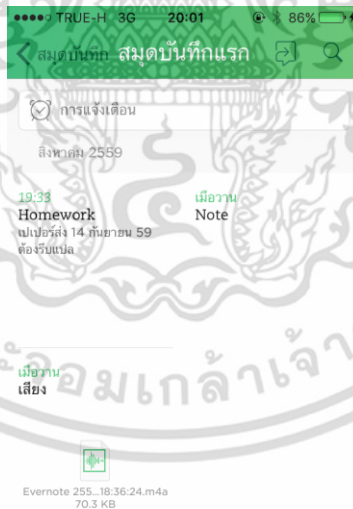 TRUE-H 3G 20:01 86%
สมุดบันทึก สมุดบันทึกแรก
การแจ้งเตือน
สิงหาคม 2559
19:33
Homework
เปเปอร์ส่ง 14 กันยายน 59
ต้องรีบแปล
เมื่อวาน
Note
เมื่อวาน
เสียง
Evernote 255...18:36:24.m4a
70.3 KB